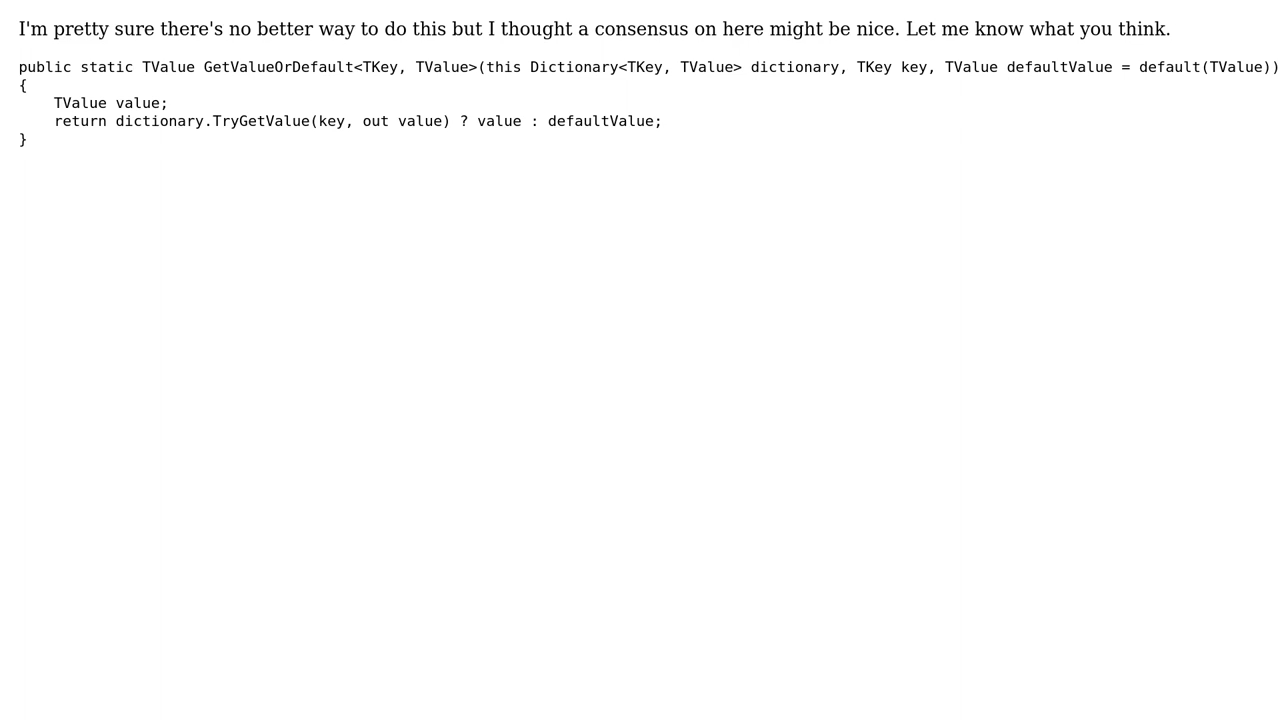 I'm pretty sure there's no better way to do this but I thought a consensus on here might be nice. Let me know what you think.
public static TValue GetValueOrDefault<TKey, TValue>(this Dictionary<TKey, TValue> dictionary, TKey key, TValue defaultValue = default(TValue))
{
    TValue value;
    return dictionary.TryGetValue(key, out value) ? value : defaultValue;
}